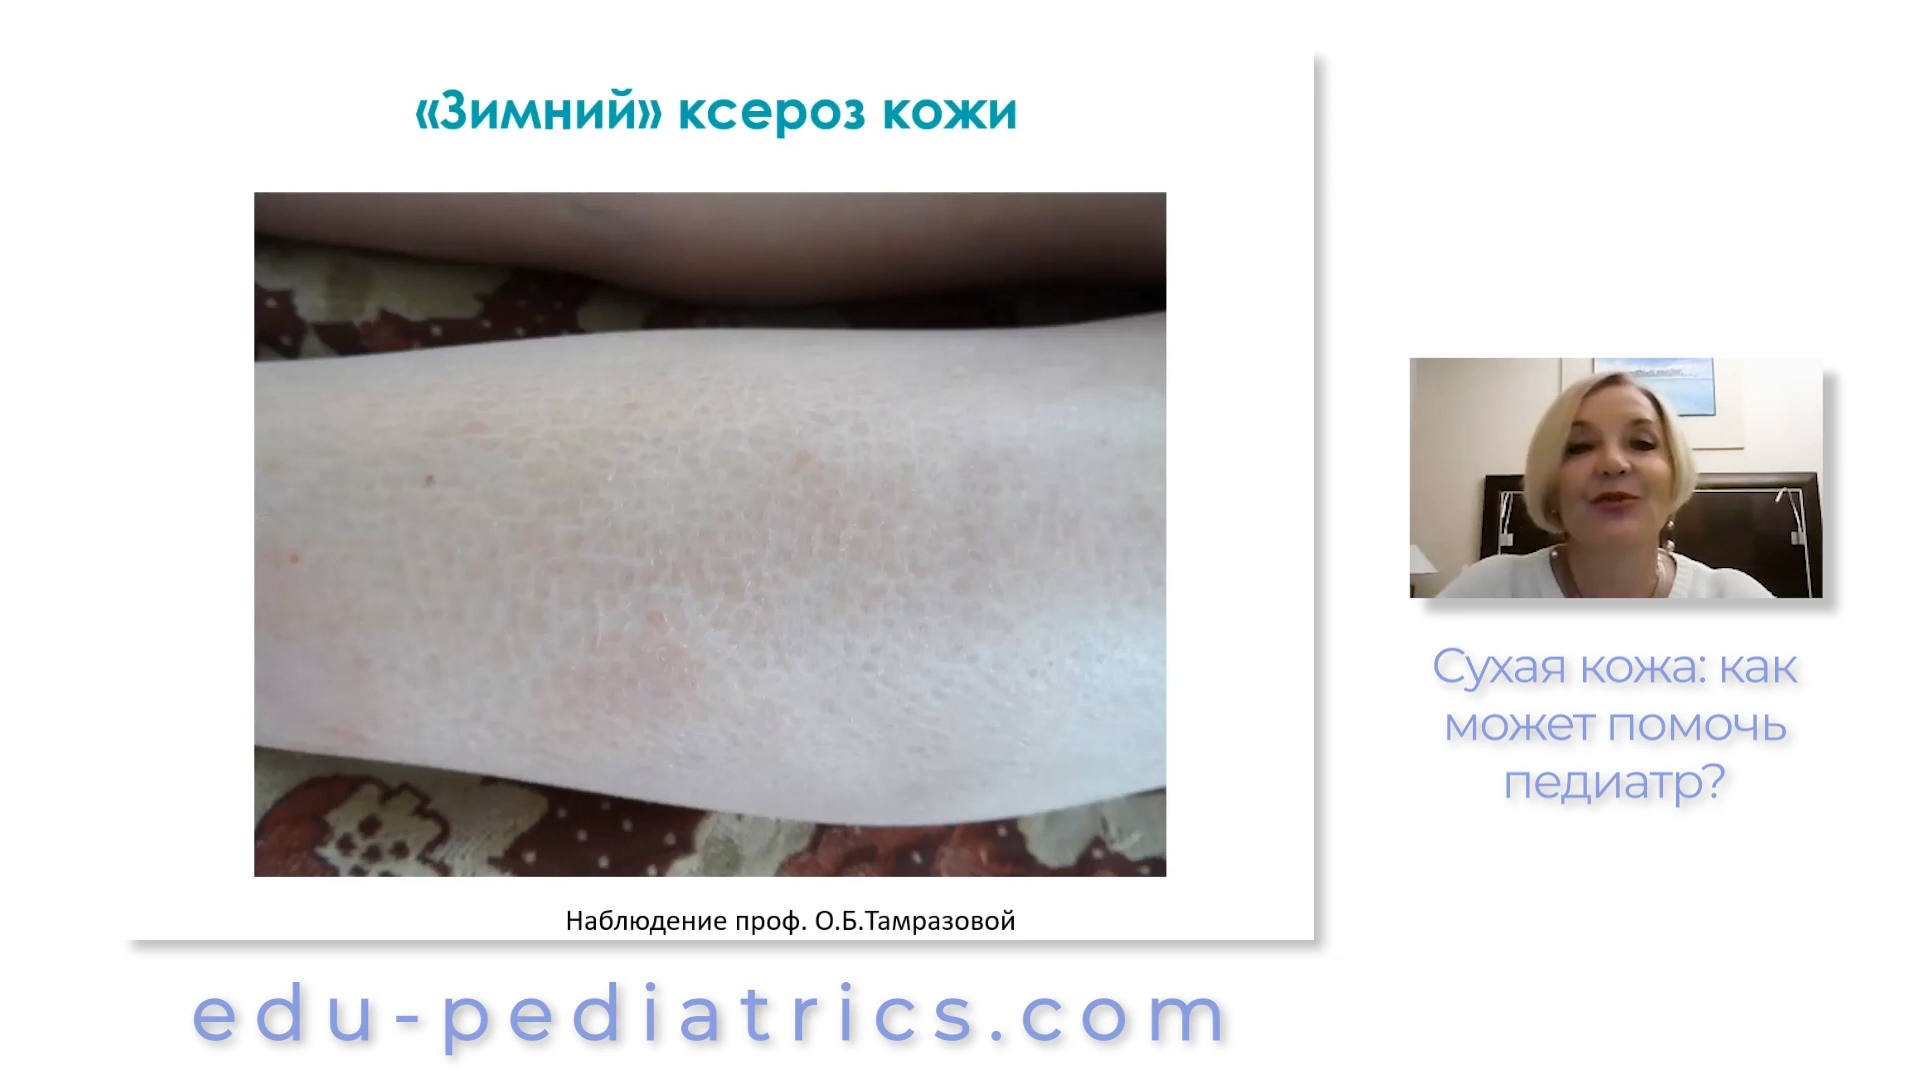 «Зимний» ксероз кожи
Наблюдение проф. О.Б.Тамразовой
Сухая кожа: как
может помочь
педиатр?
edu-pediatrics.com